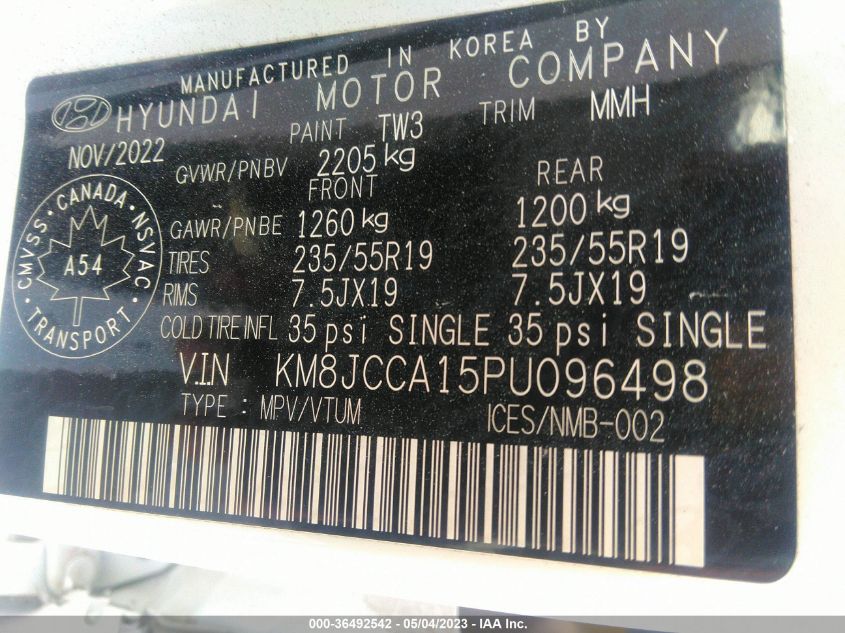 MANUFACTURED IN KOREA BY
HYUNDAI MOTOR COMPANY
NOV/2022 PAINT TW3 TRIM MMH
GVWR/PNBV 2205 kg
FRONT REAR
GAWR/PNBE 1260 kg 1200 kg
TIRES 235/55R19 235/55R19
RIMS 7.5JX19 7.5JX19
COLD TIRE INFL 35 psi SINGLE 35 psi SINGLE
V.I.N KM8JCCA15PU096498
TYPE : MPV/VTUM ICES/NMB-002
CMVSS · CANADA · NSVAC · TRANSPORT ·
A54
000-36492542 - 05/04/2023 - IAA Inc.